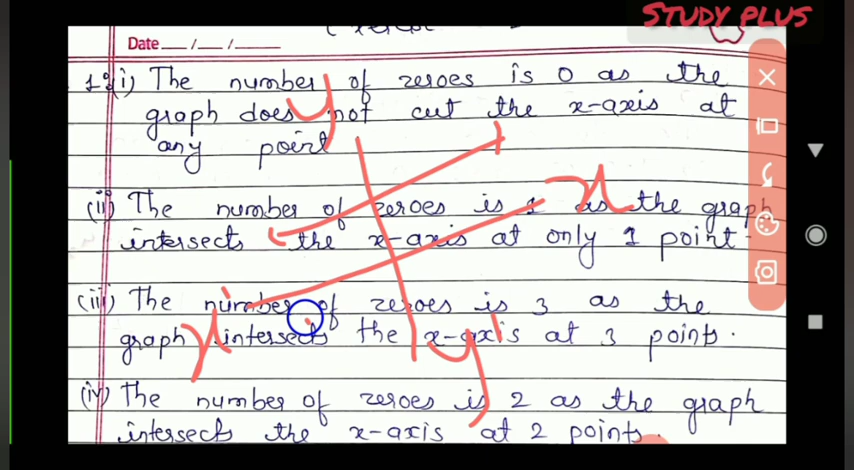 STUDY PLUS
Date __/__/____
1. (i) The number of zeroes is 0 as the
graph does not cut the x-axis at
any point
(ii) The number of zeroes is 1 as the graph
intersects the x-axis at only 1 point.
(iii) The number of zeroes is 3 as the
graph intersects the x-axis at 3 points.
(iv) The number of zeroes is 2 as the graph
intersects the x-axis at 2 points.
y
x
x'
y'